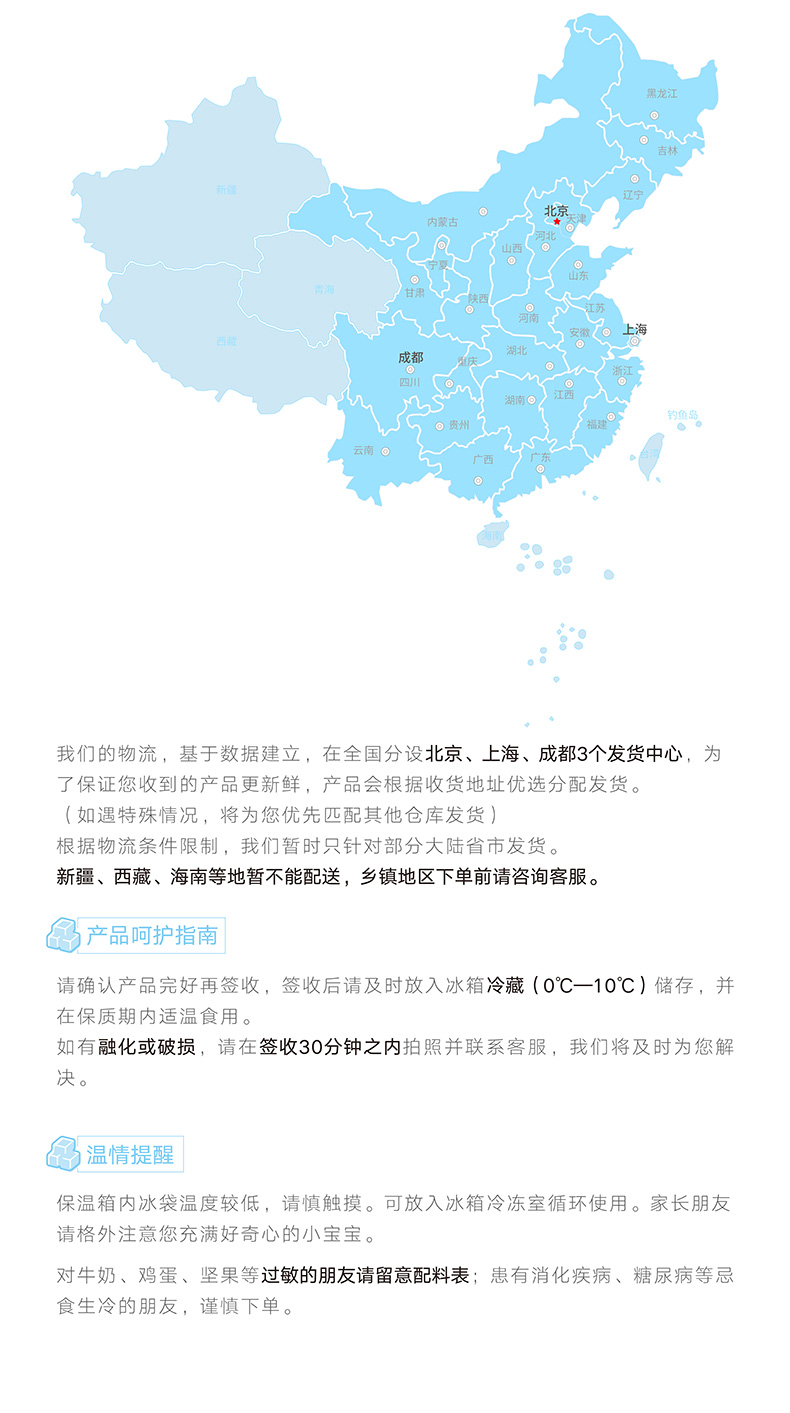 黑龙江
吉林
辽宁
新疆
北京
天津
内蒙古
河北
山西
宁夏
山东
青海
甘肃
陕西
江苏
河南
上海
安徽
西藏
湖北
成都
重庆
浙江
四川
江西
湖南
钓鱼岛
贵州
福建
云南
台湾
广西
广东
海南
我们的物流，基于数据建立，在全国分设北京、上海、成都3个发货中心，为
了保证您收到的产品更新鲜，产品会根据收货地址优选分配发货。
（如遇特殊情况，将为您优先匹配其他仓库发货）
根据物流条件限制，我们暂时只针对部分大陆省市发货。
新疆、西藏、海南等地暂不能配送，乡镇地区下单前请咨询客服。
产品呵护指南
请确认产品完好再签收，签收后请及时放入冰箱冷藏（0℃—10℃）储存，并
在保质期内适温食用。
如有融化或破损，请在签收30分钟之内拍照并联系客服，我们将及时为您解
决。
温情提醒
保温箱内冰袋温度较低，请慎触摸。可放入冰箱冷冻室循环使用。家长朋友
请格外注意您充满好奇心的小宝宝。
对牛奶、鸡蛋、坚果等过敏的朋友请留意配料表；患有消化疾病、糖尿病等忌
食生冷的朋友，谨慎下单。